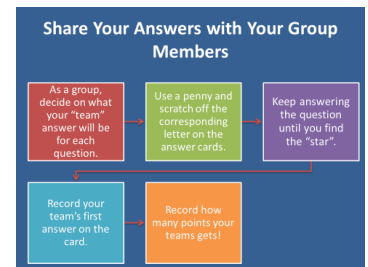 Share Your Answers with Your Group
Members
As a group,
decide on what
your "team"
answer will be
for each
question.
Use a penny and
scratch off the
corresponding
letter on the
answer cards.
Keep answering
the question
until you find
the "star".
Record your
team's first
answer on the
card.
Record how
many points your
teams gets!